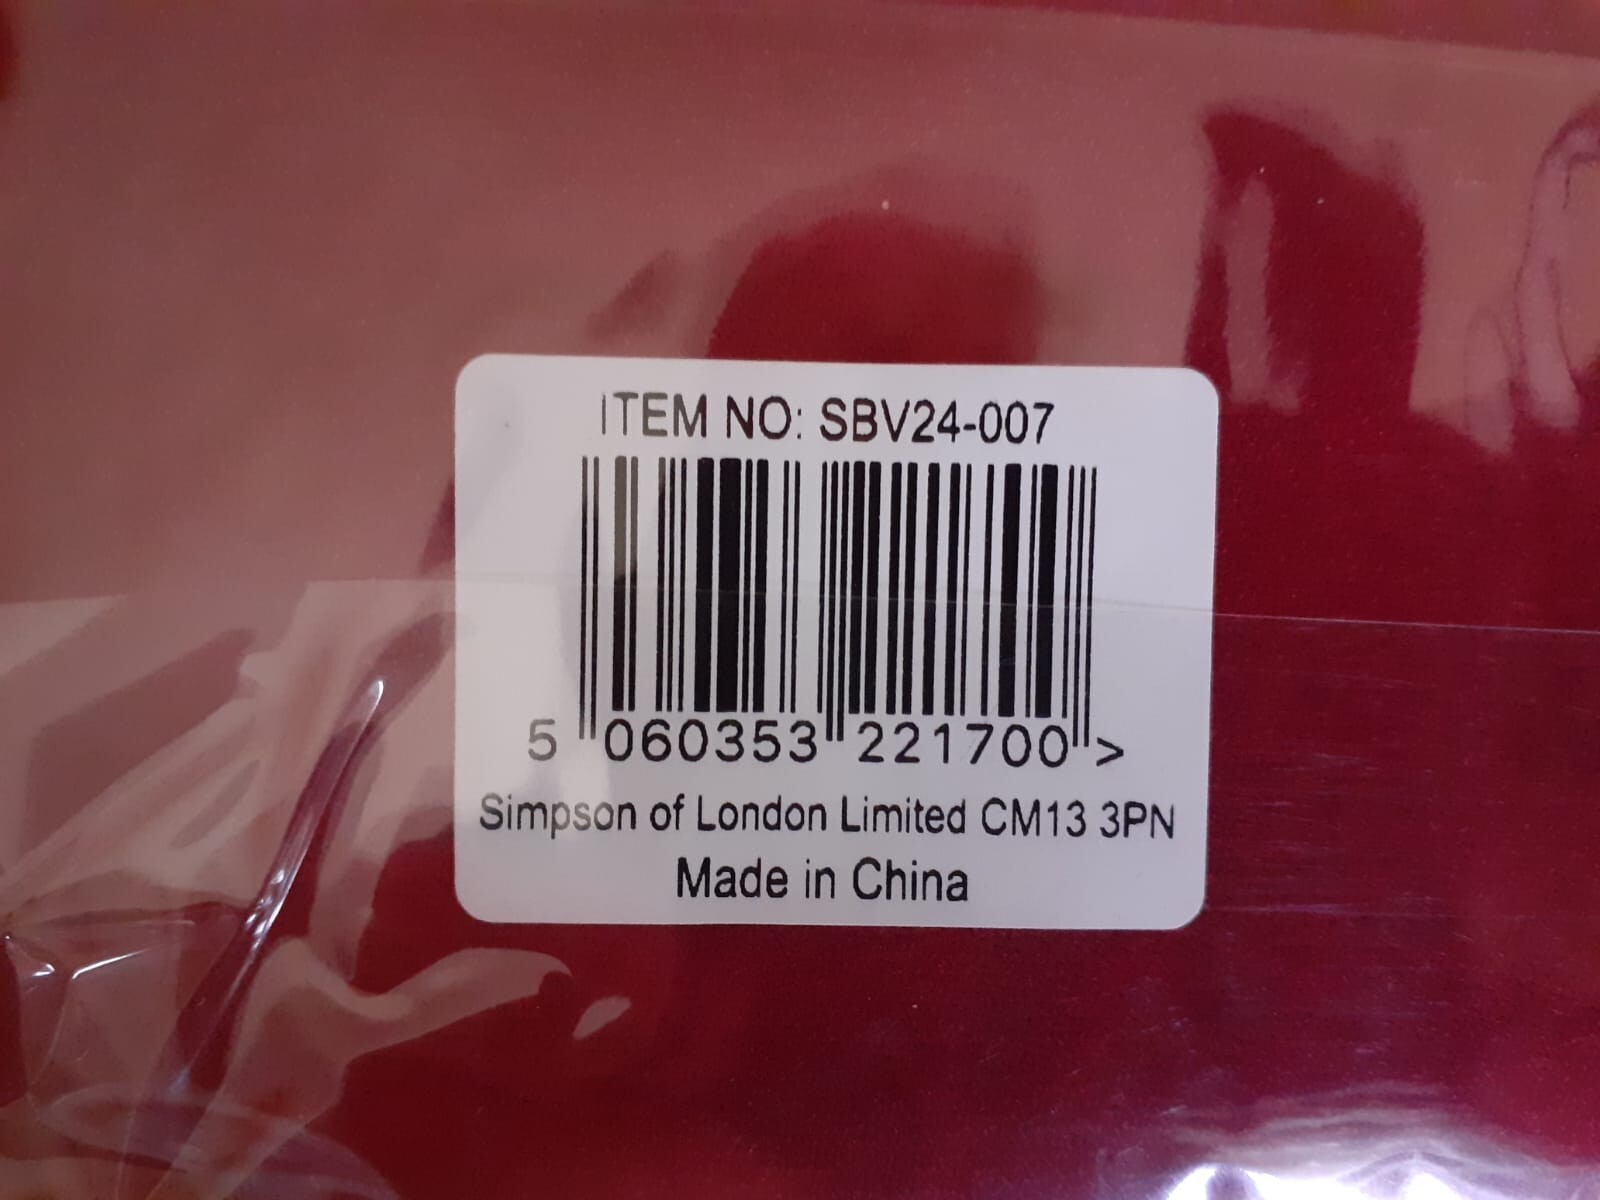 ITEM NO: SBV24-007
5 060353 221700 >
Simpson of London Limited CM13 3PN
Made in China